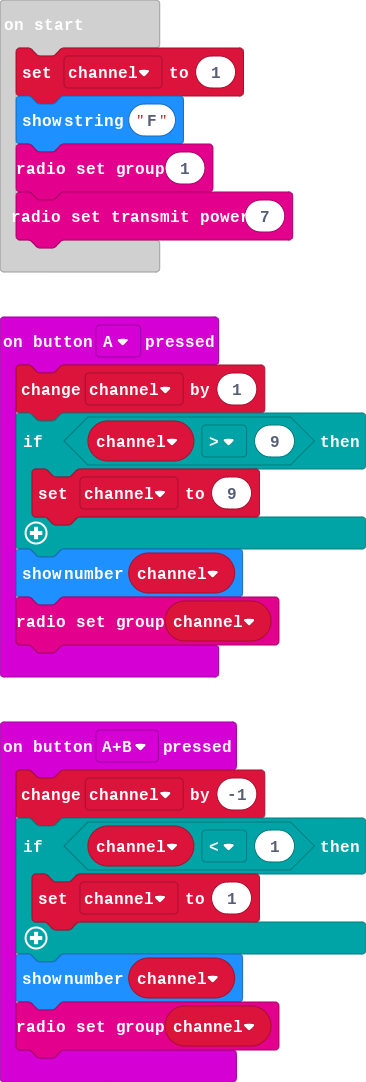 on start
set channel to 1
show string "F"
radio set group 1
radio set transmit power 7
on button A pressed
change channel by 1
if channel > 9 then
set channel to 9
show number channel
radio set group channel
on button A+B pressed
change channel by -1
if channel < 1 then
set channel to 1
show number channel
radio set group channel